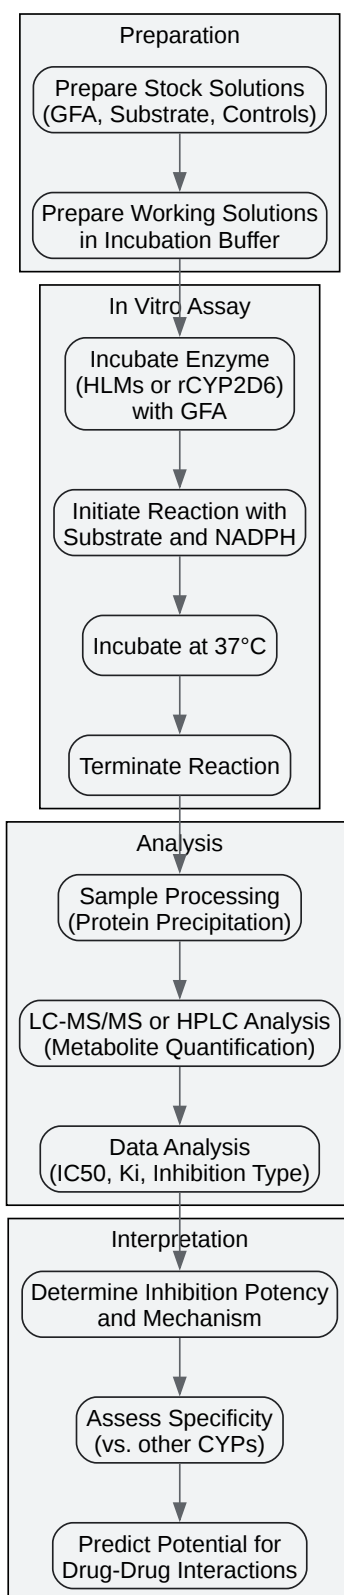 Preparation
Prepare Stock Solutions
(GFA, Substrate, Controls)
Prepare Working Solutions
in Incubation Buffer
In Vitro Assay
Incubate Enzyme
(HLMs or rCYP2D6)
with GFA
Initiate Reaction with
Substrate and NADPH
Incubate at 37°C
Terminate Reaction
Analysis
Sample Processing
(Protein Precipitation)
LC-MS/MS or HPLC Analysis
(Metabolite Quantification)
Data Analysis
(IC50, Ki, Inhibition Type)
Interpretation
Determine Inhibition Potency
and Mechanism
Assess Specificity
(vs. other CYPs)
Predict Potential for
Drug-Drug Interactions